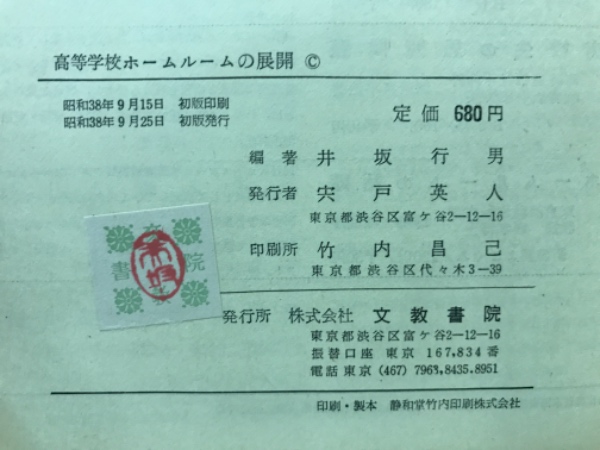 高等学校ホームルームの展開 ©
昭和38年9月15日 初版印刷
昭和38年9月25日 初版発行
定価 680円
編著 井坂行男
発行者 宍戸英人
東京都渋谷区富ケ谷2—12—16
印刷所 竹内昌己
東京都渋谷区代々木3—39
発行所 株式会社 文教書院
東京都渋谷区富ケ谷2—12—16
振替口座 東京 167,834番
電話東京 (467) 7963,8435.8951
印刷・製本 静和堂竹内印刷株式会社
文
書 院
教